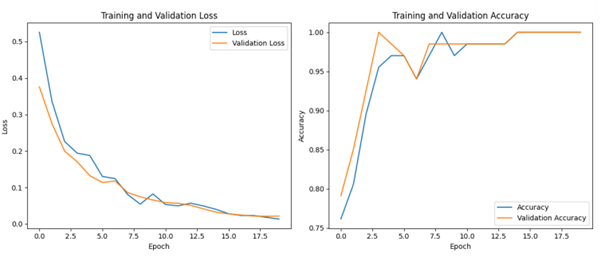 Training and Validation Loss
Loss
Validation Loss
0.5
0.4
0.3
0.2
0.1
0.0
Loss
0.0 2.5 5.0 7.5 10.0 12.5 15.0 17.5
Epoch
Training and Validation Accuracy
1.00
0.95
0.90
0.85
0.80
0.75
Accuracy
Accuracy
Validation Accuracy
0.0 2.5 5.0 7.5 10.0 12.5 15.0 17.5
Epoch